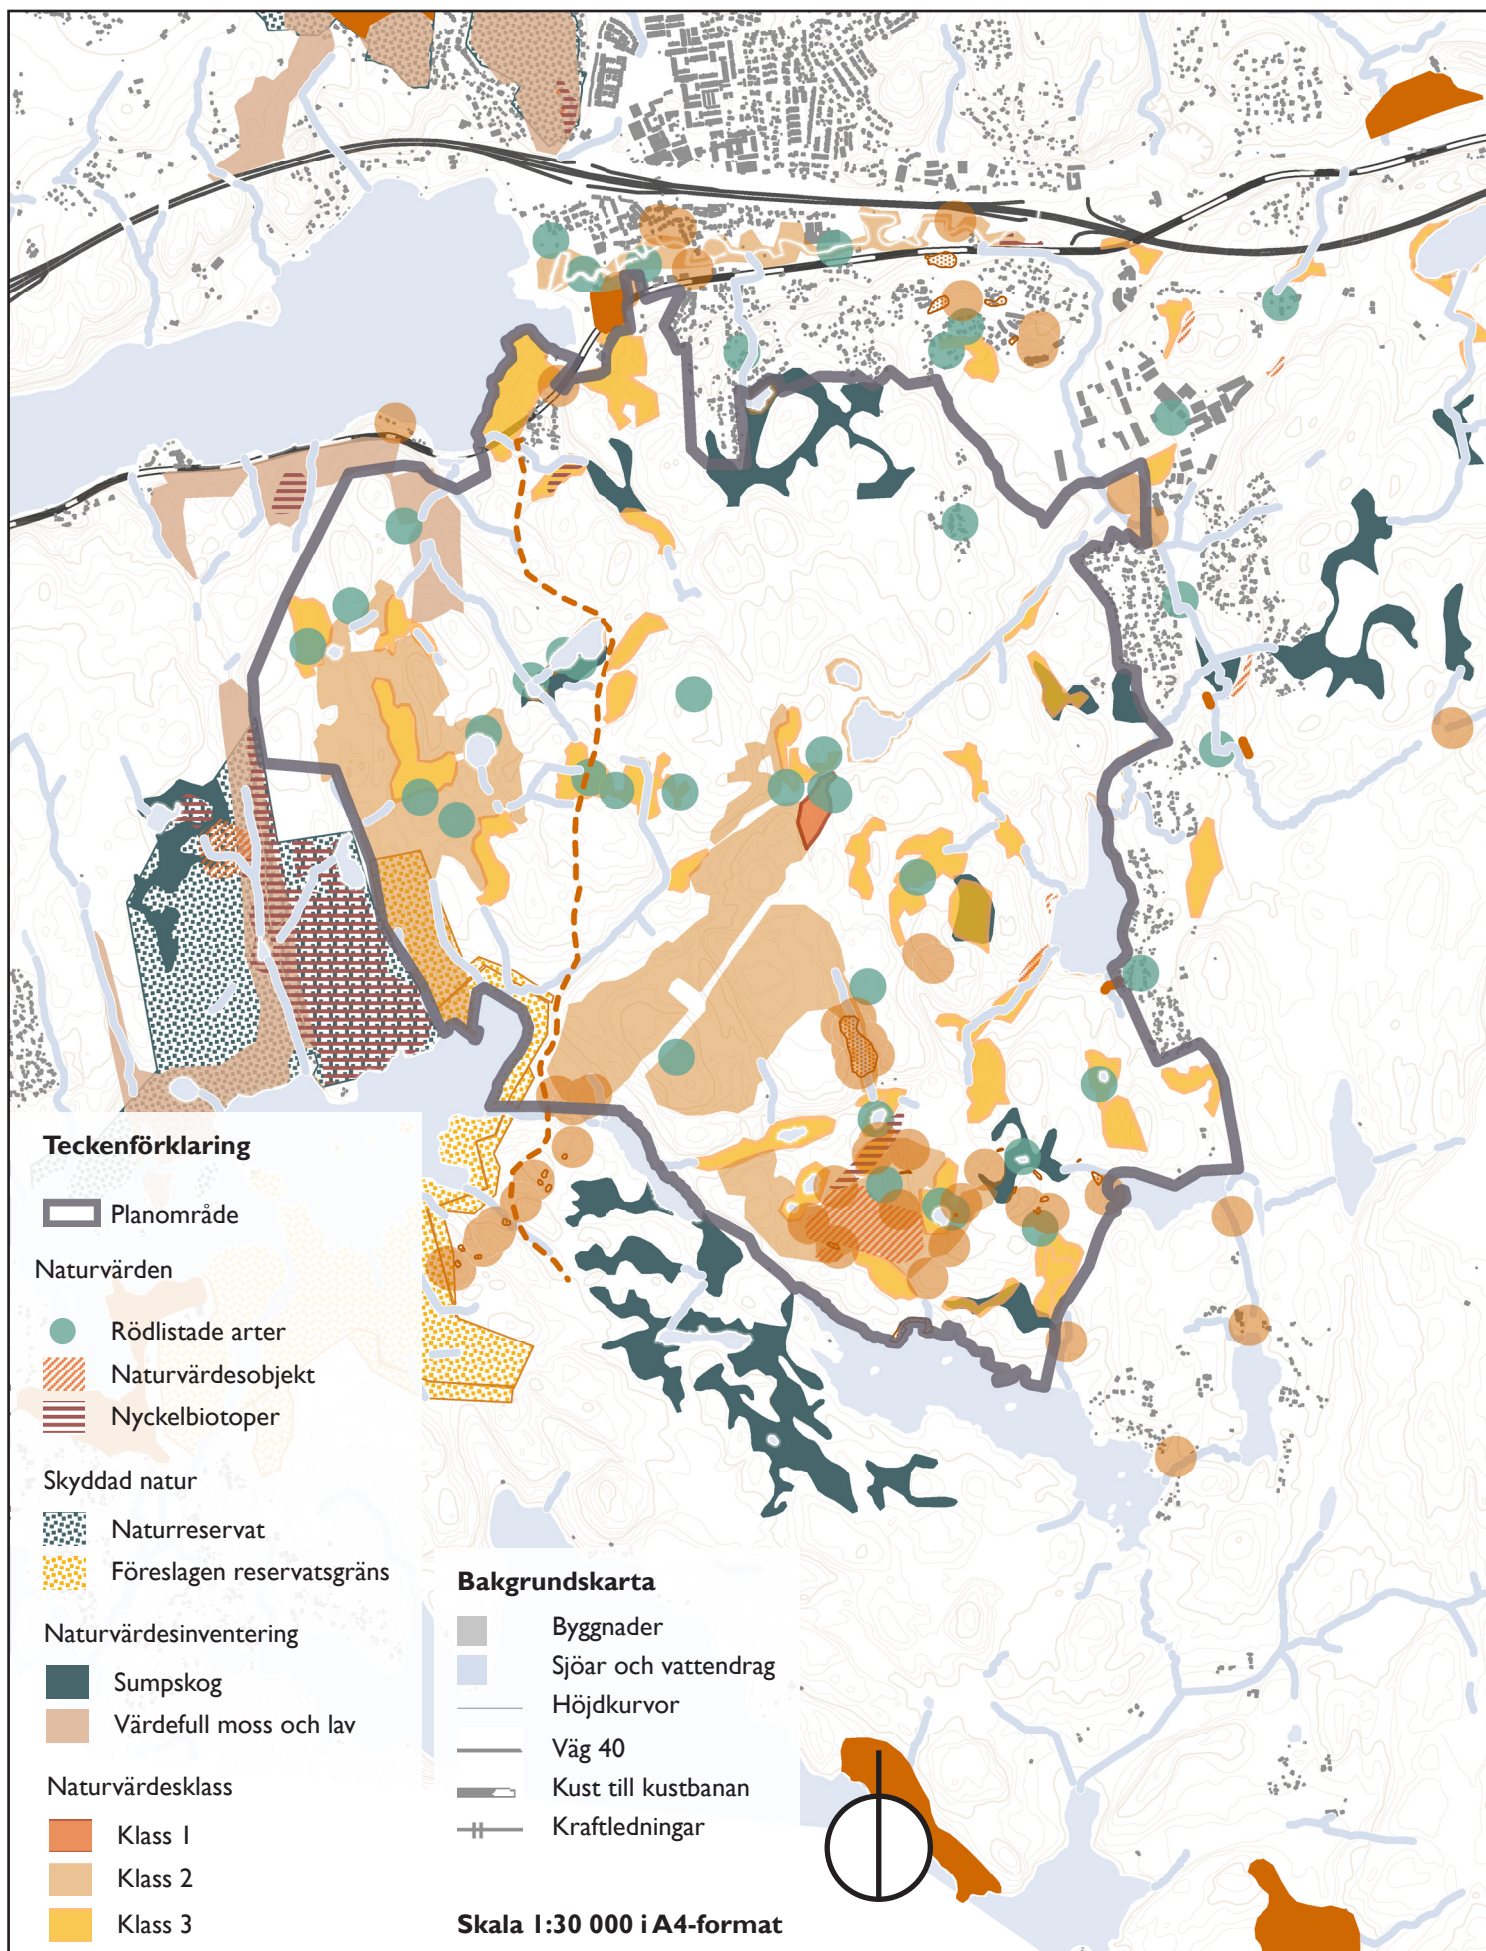 Teckenförklaring
Planområde
Naturvärden
Rödlistade arter
Naturvärdesobjekt
Nyckelbiotoper
Skyddad natur
Naturreservat
Föreslagen reservatsgräns
Naturvärdesinventering
Sumpskog
Värdefull moss och lav
Naturvärdesklass
Klass 1
Klass 2
Klass 3
Bakgrundskarta
Byggnader
Sjöar och vattendrag
Höjdkurvor
Väg 40
Kust till kustbanan
Kraftledningar
Skala 1:30 000 i A4-format